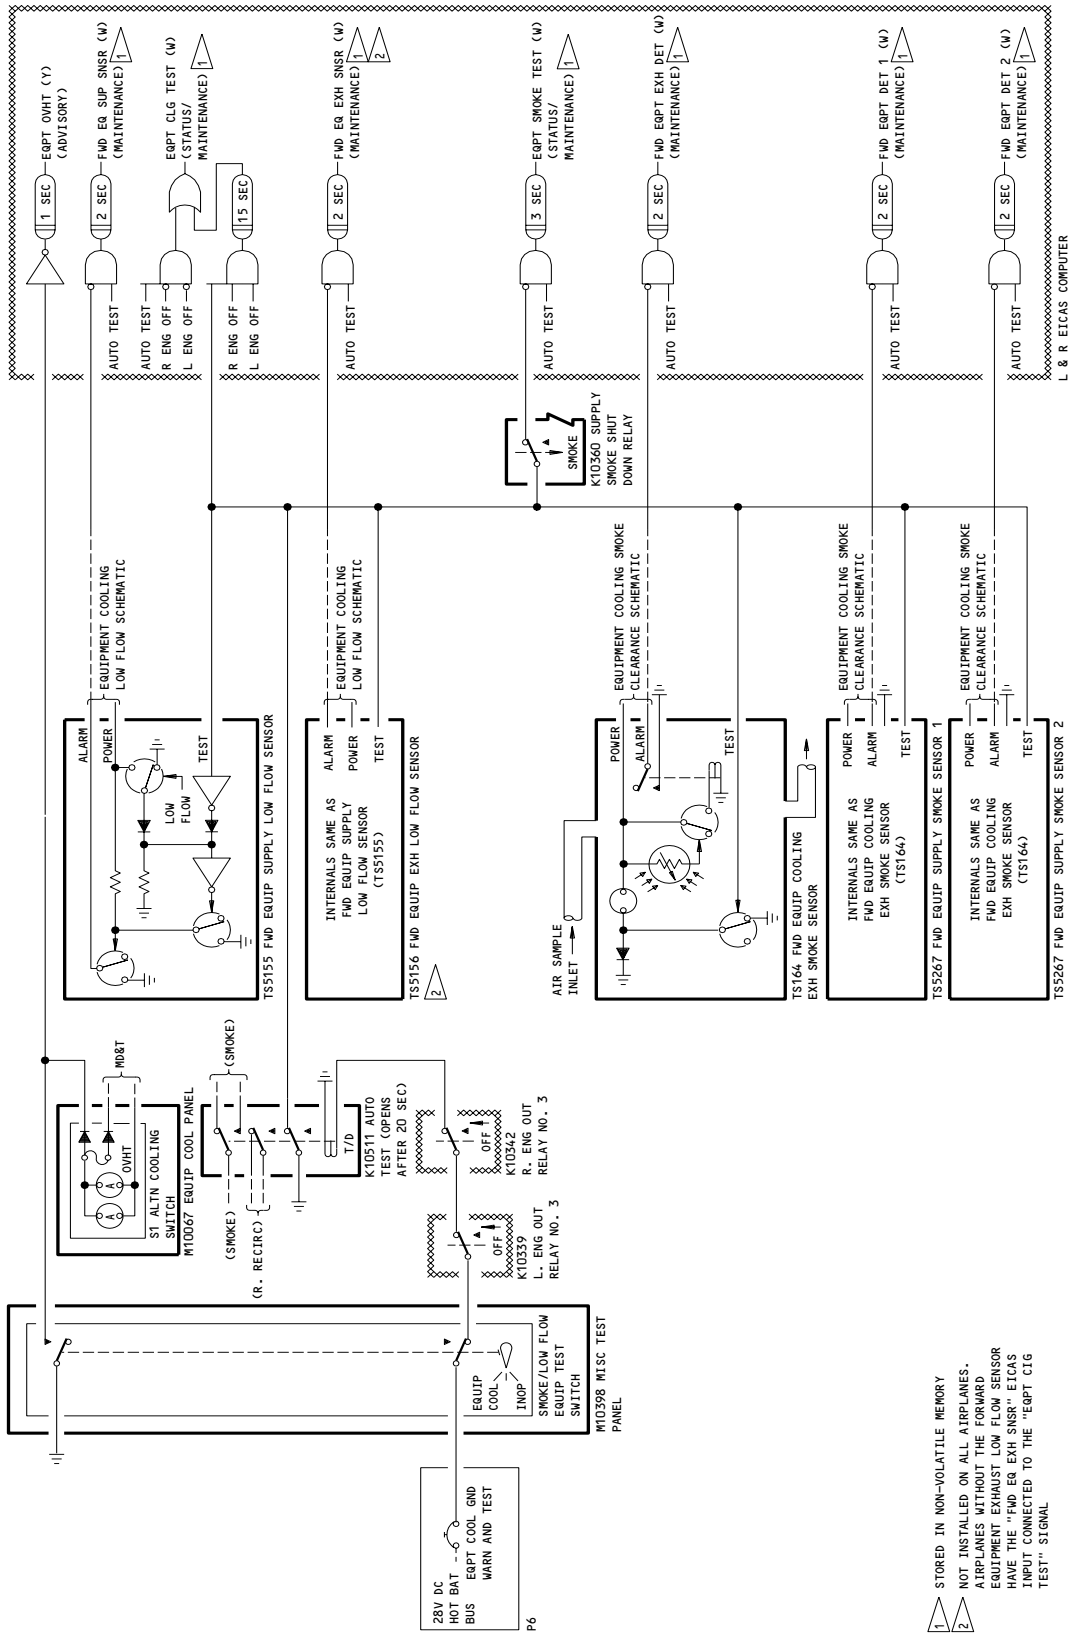 EQPT OVHT (Y)
(ADVISORY)
1 SEC
FWD EQ SUP SNSR (W)
(MAINTENANCE)
1
2 SEC
EQPT CLG TEST (W)
(STATUS/
MAINTENANCE)
1
15 SEC
FWD EQ EXH SNSR (W)
(MAINTENANCE)
1
2
2 SEC
EQPT SMOKE TEST (W)
(STATUS/
MAINTENANCE)
1
3 SEC
FWD EQPT EXH DET (W)
(MAINTENANCE)
1
2 SEC
FWD EQPT DET 1 (W)
(MAINTENANCE)
1
2 SEC
FWD EQPT DET 2 (W)
(MAINTENANCE)
1
2 SEC
AUTO TEST
AUTO TEST
R ENG OFF
L ENG OFF
R ENG OFF
L ENG OFF
AUTO TEST
AUTO TEST
AUTO TEST
AUTO TEST
AUTO TEST
L & R EICAS COMPUTER
SMOKE
K10360 SUPPLY
SMOKE SHUT
DOWN RELAY
EQUIPMENT COOLING
LOW FLOW SCHEMATIC
EQUIPMENT COOLING
LOW FLOW SCHEMATIC
EQUIPMENT COOLING SMOKE
CLEARANCE SCHEMATIC
EQUIPMENT COOLING SMOKE
CLEARANCE SCHEMATIC
EQUIPMENT COOLING SMOKE
CLEARANCE SCHEMATIC
ALARM
POWER
LOW
FLOW
TEST
TS5155 FWD EQUIP SUPPLY LOW FLOW SENSOR
ALARM
POWER
TEST
INTERNALS SAME AS
FWD EQUIP SUPPLY
LOW FLOW SENSOR
(TS5155)
TS5156 FWD EQUIP EXH LOW FLOW SENSOR
2
AIR SAMPLE
INLET
POWER
ALARM
TEST
TS164 FWD EQUIP COOLING
EXH SMOKE SENSOR
POWER
ALARM
TEST
INTERNALS SAME AS
FWD EQUIP COOLING
EXH SMOKE SENSOR
(TS164)
TS5267 FWD EQUIP SUPPLY SMOKE SENSOR 1
POWER
ALARM
TEST
INTERNALS SAME AS
FWD EQUIP COOLING
EXH SMOKE SENSOR
(TS164)
TS5267 FWD EQUIP SUPPLY SMOKE SENSOR 2
MD&T
A
A
OVHT
S1 ALTN COOLING
SWITCH
M10067 EQUIP COOL PANEL
(SMOKE)
(SMOKE)
(R. RECIRC)
T/D
K10511 AUTO
TEST (OPENS
AFTER 20 SEC)
OFF
K10342
R. ENG OUT
RELAY NO. 3
OFF
K10339
L. ENG OUT
RELAY NO. 3
EQUIP
COOL
INOP
SMOKE/LOW FLOW
EQUIP TEST
SWITCH
M10398 MISC TEST
PANEL
28V DC
HOT BAT
BUS
EQPT COOL GND
WARN AND TEST
P6
1 STORED IN NON-VOLATILE MEMORY
2 NOT INSTALLED ON ALL AIRPLANES.
AIRPLANES WITHOUT THE FORWARD
EQUIPMENT EXHAUST LOW FLOW SENSOR
HAVE THE "FWD EQ EXH SNSR" EICAS
INPUT CONNECTED TO THE "EQPT CIG
TEST" SIGNAL